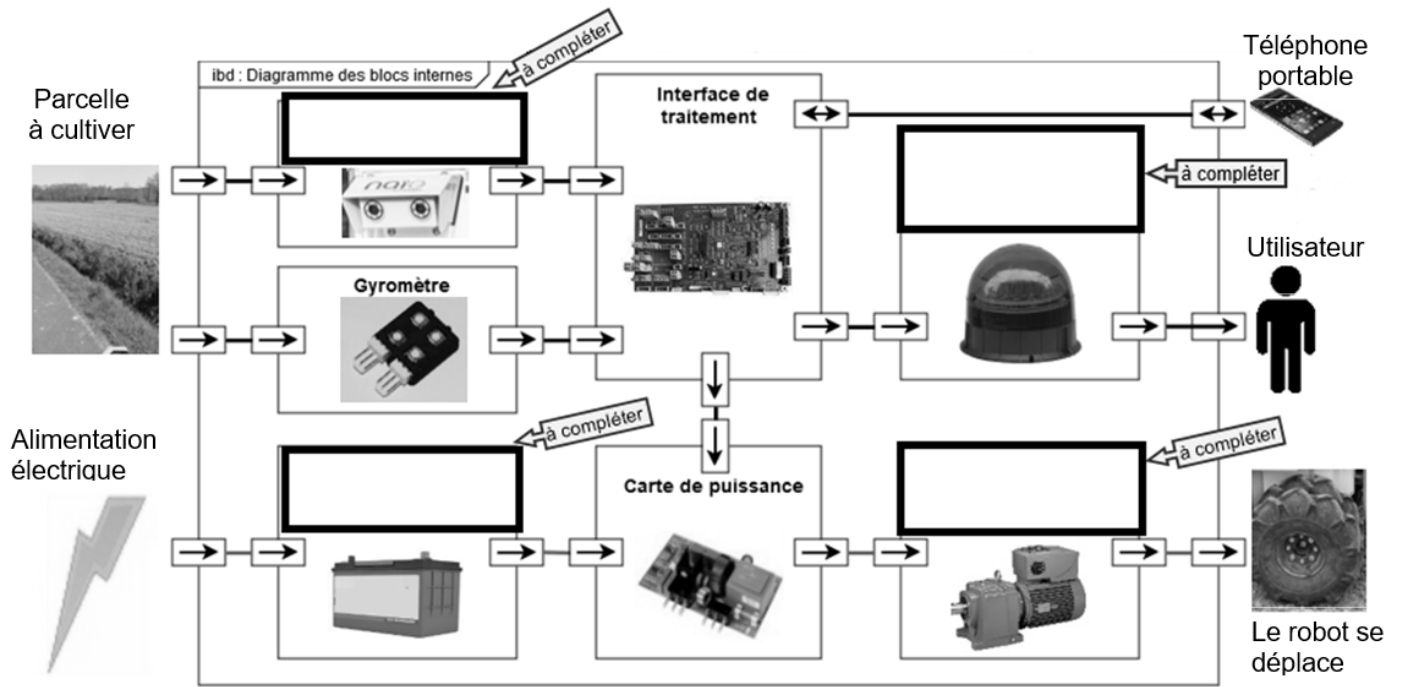 à compléter
Téléphone
portable
ibd : Diagramme des blocs internes
Parcelle
à cultiver
Interface de
traitement
naïo
à compléter
Utilisateur
Gyromètre
à compléter
à compléter
Alimentation
électrique
Carte de puissance
Le robot se
déplace